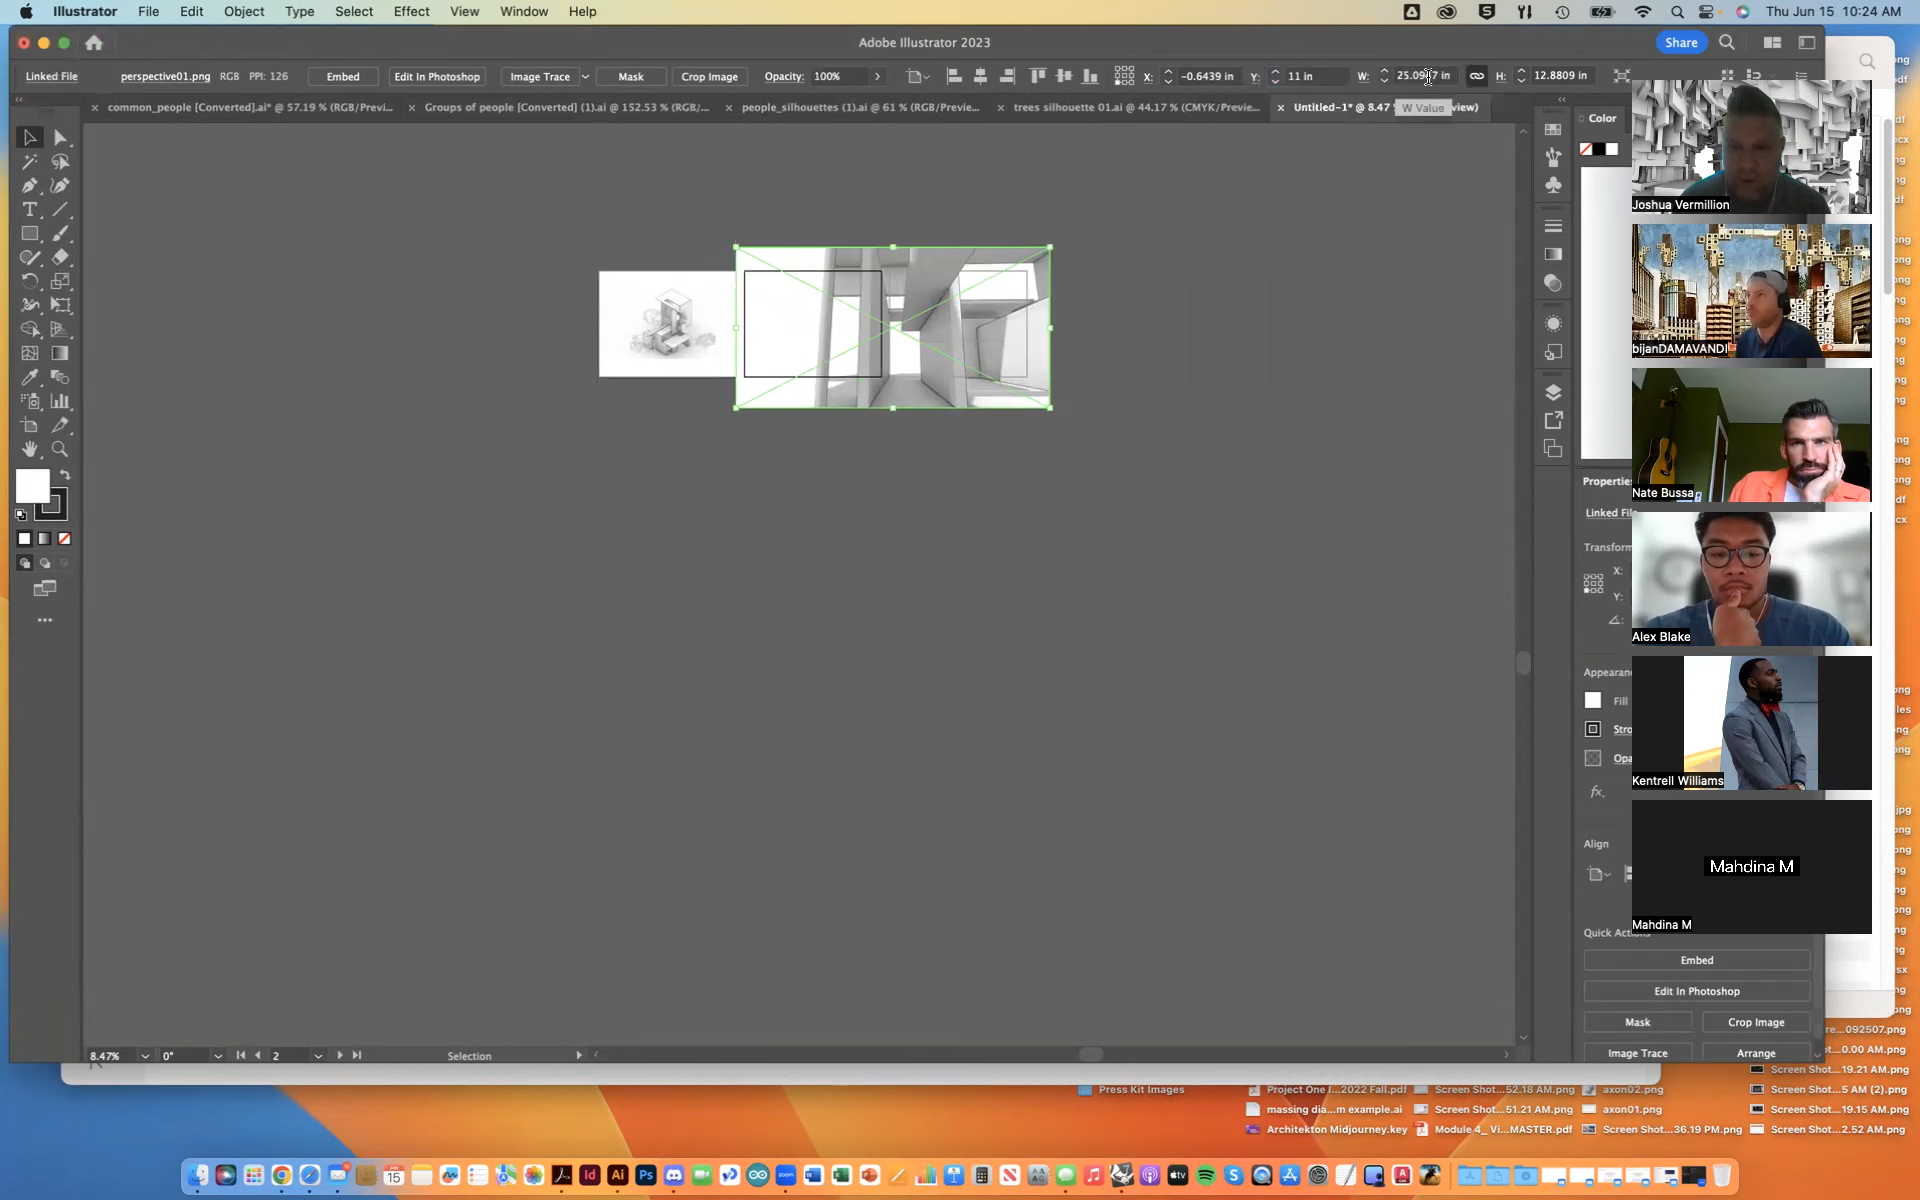 Illustrator File Edit Object Type Select Effect View Window Help Thu Jun 15 10:24 AM
Adobe Illustrator 2023 Share
Linked File perspective01.png RGB PPI: 126 Embed Edit In Photoshop Image Trace Mask Crop Image Opacity: 100% X: -0.6439 in Y: 11 in W: in H: 12.8809 in
common_people [Converted].ai* @ 57.19 % (RGB/Previ... Groups of people [Converted] (1).ai @ 152.53 % (RGB/... people_silhouettes (1).ai @ 61 % (RGB/Previe... trees silhouette 01.ai @ 44.17 % (CMYK/Previe... Untitled-1* @ 8.47 view)
W Value
Color
Joshua Vermillion
bijanDAMAVANDI
Nate Bussa
Alex Blake
Kentrell Williams
Mahdina M
Mahdina M
Properties
Linked File
Transform
X:
Y:
Appearance
Fill
Stro
Opa
fx.
Align
Quick Actions
Embed
Edit In Photoshop
Mask Crop Image
Image Trace Arrange
8.47% 0° 2 Selection
Press Kit Images Project One I...2022 Fall.pdf Screen Shot...52.18 AM.png axon02.png Screen Shot...5 AM (2).png
massing dia...m example.ai Screen Shot...51.21 AM.png axon01.png Screen Shot...19.15 AM.png
Architekton Midjourney.key Module 4_ Vi...MASTER.pdf Screen Shot...36.19 PM.png Screen Shot...2.52 AM.png
re...092507.png
t...0.00 AM.png
Screen Shot...19.21 AM.png
15 Id Ai Ps